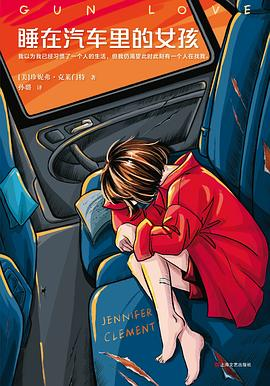 GUN LOVE
睡在汽车里的女孩
我以为我已经习惯了一个人的生活，但我仍渴望此时此刻有一个人在找我。
[美]珍妮弗·克莱门特 著
孙璐 译
JENNIFER
CLEMENT
上海文艺出版社